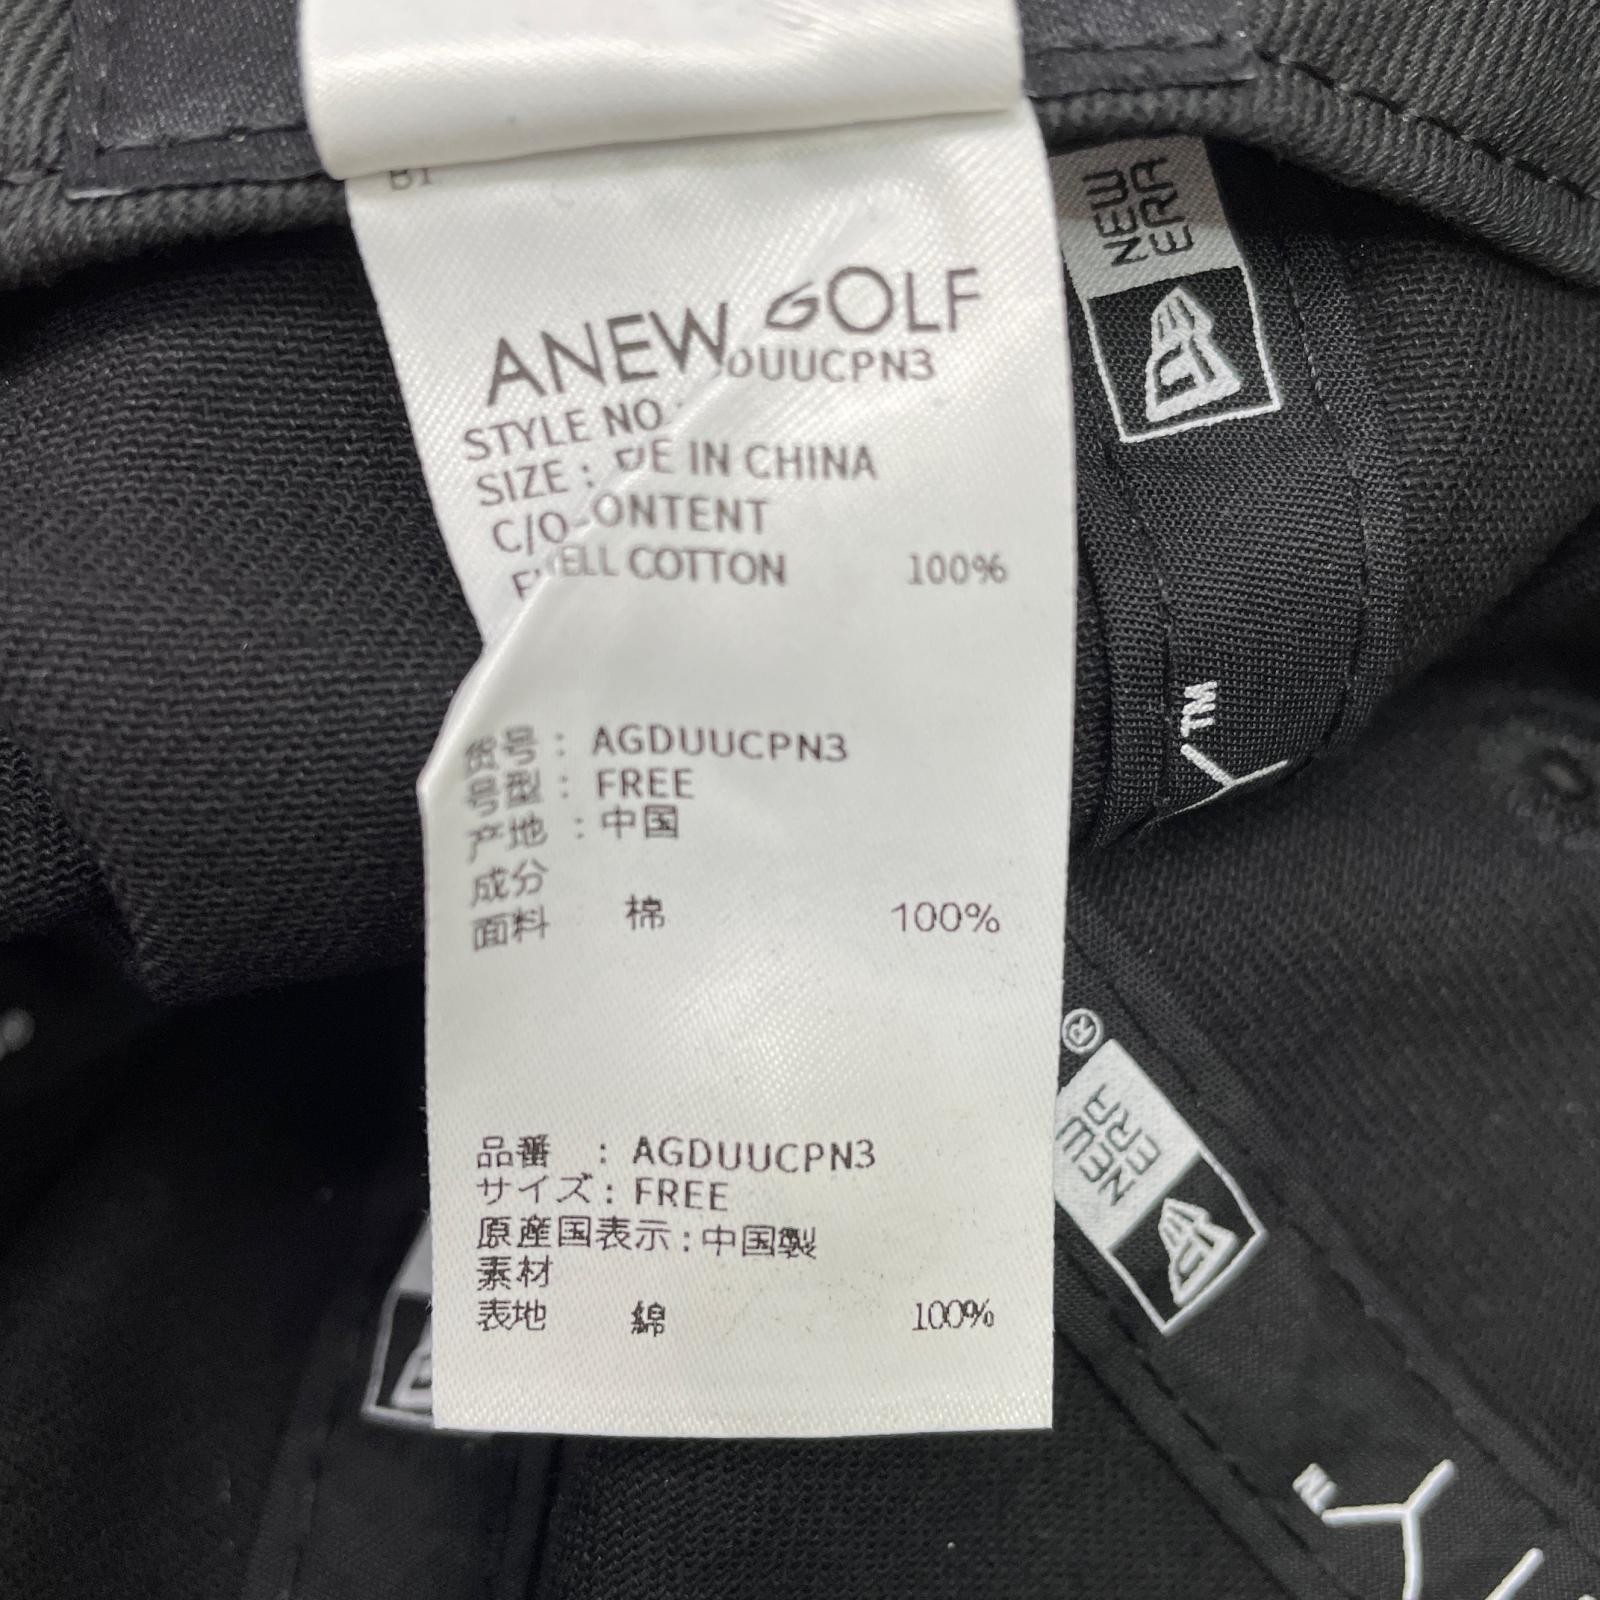 ANEW GOLF
STYLE NO
UUCPN3
SIZE :
C/O
E IN CHINA
ONTENT
ELL COTTON 100%
货号 : AGDUUCPN3
号型 : FREE
产地 : 中国
成分
面料 棉 100%
品番 : AGDUUCPN3
サイズ : FREE
原産国表示 : 中国製
素材
表地 綿 100%
NEW
ERA
TM
®
NEW
ERA
TM